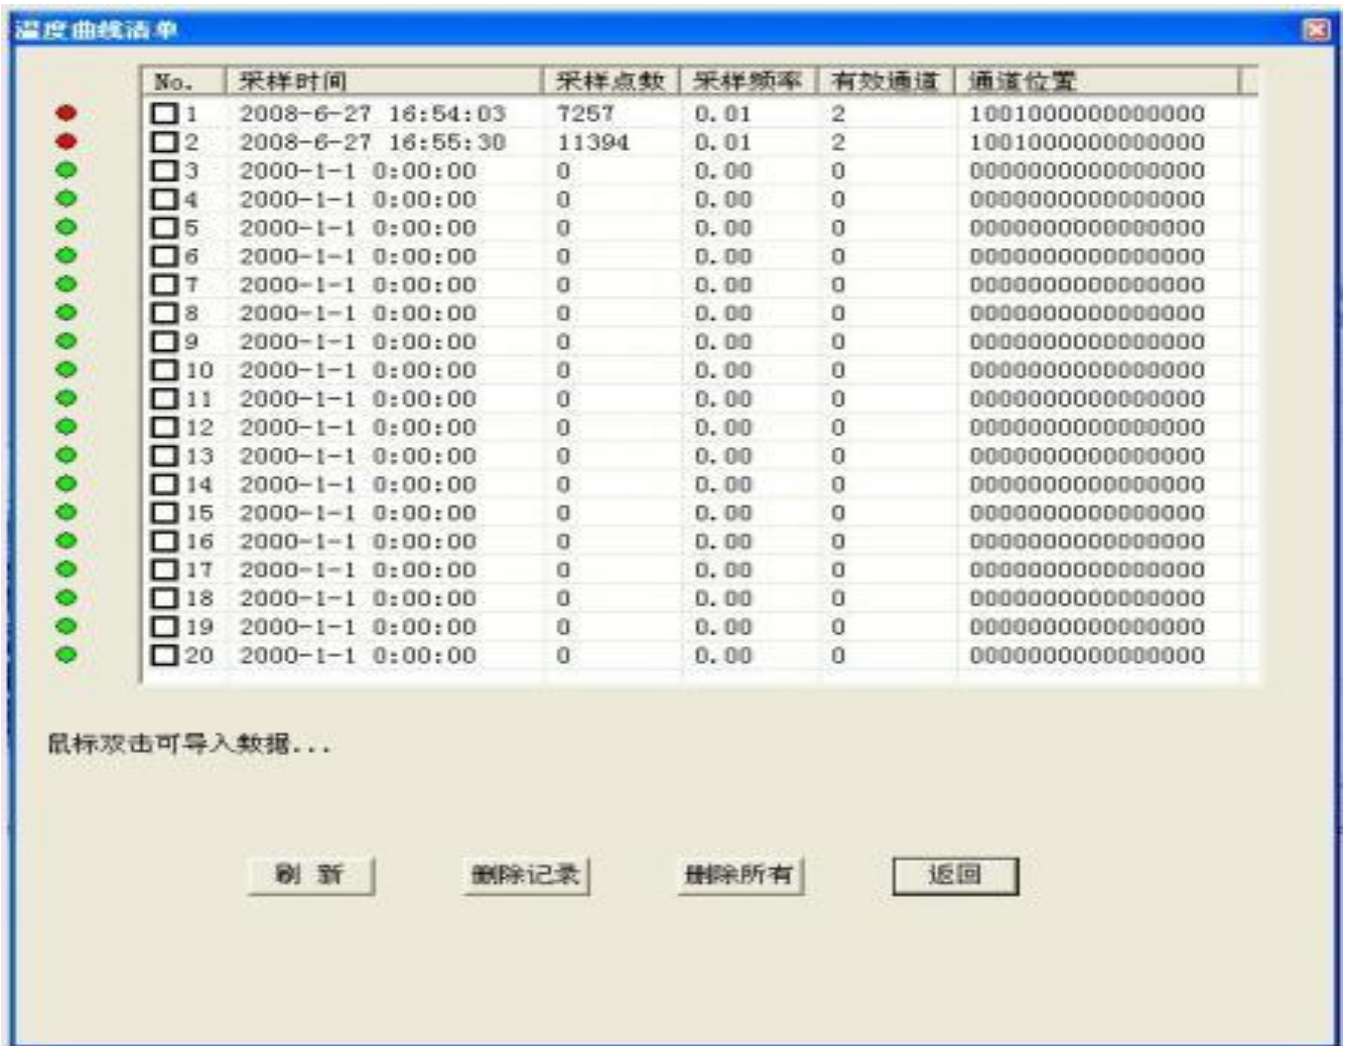 温度曲线清单
No. 采样时间 采样点数 采样频率 有效通道 通道位置
1 2008-6-27 16:54:03 7257 0.01 2 1001000000000000
2 2008-6-27 16:55:30 11394 0.01 2 1001000000000000
3 2000-1-1 0:00:00 0 0.00 0 0000000000000000
4 2000-1-1 0:00:00 0 0.00 0 0000000000000000
5 2000-1-1 0:00:00 0 0.00 0 0000000000000000
6 2000-1-1 0:00:00 0 0.00 0 0000000000000000
7 2000-1-1 0:00:00 0 0.00 0 0000000000000000
8 2000-1-1 0:00:00 0 0.00 0 0000000000000000
9 2000-1-1 0:00:00 0 0.00 0 0000000000000000
10 2000-1-1 0:00:00 0 0.00 0 0000000000000000
11 2000-1-1 0:00:00 0 0.00 0 0000000000000000
12 2000-1-1 0:00:00 0 0.00 0 0000000000000000
13 2000-1-1 0:00:00 0 0.00 0 0000000000000000
14 2000-1-1 0:00:00 0 0.00 0 0000000000000000
15 2000-1-1 0:00:00 0 0.00 0 0000000000000000
16 2000-1-1 0:00:00 0 0.00 0 0000000000000000
17 2000-1-1 0:00:00 0 0.00 0 0000000000000000
18 2000-1-1 0:00:00 0 0.00 0 0000000000000000
19 2000-1-1 0:00:00 0 0.00 0 0000000000000000
20 2000-1-1 0:00:00 0 0.00 0 0000000000000000
鼠标双击可导入数据...
刷 新 删除记录 删除所有 返回